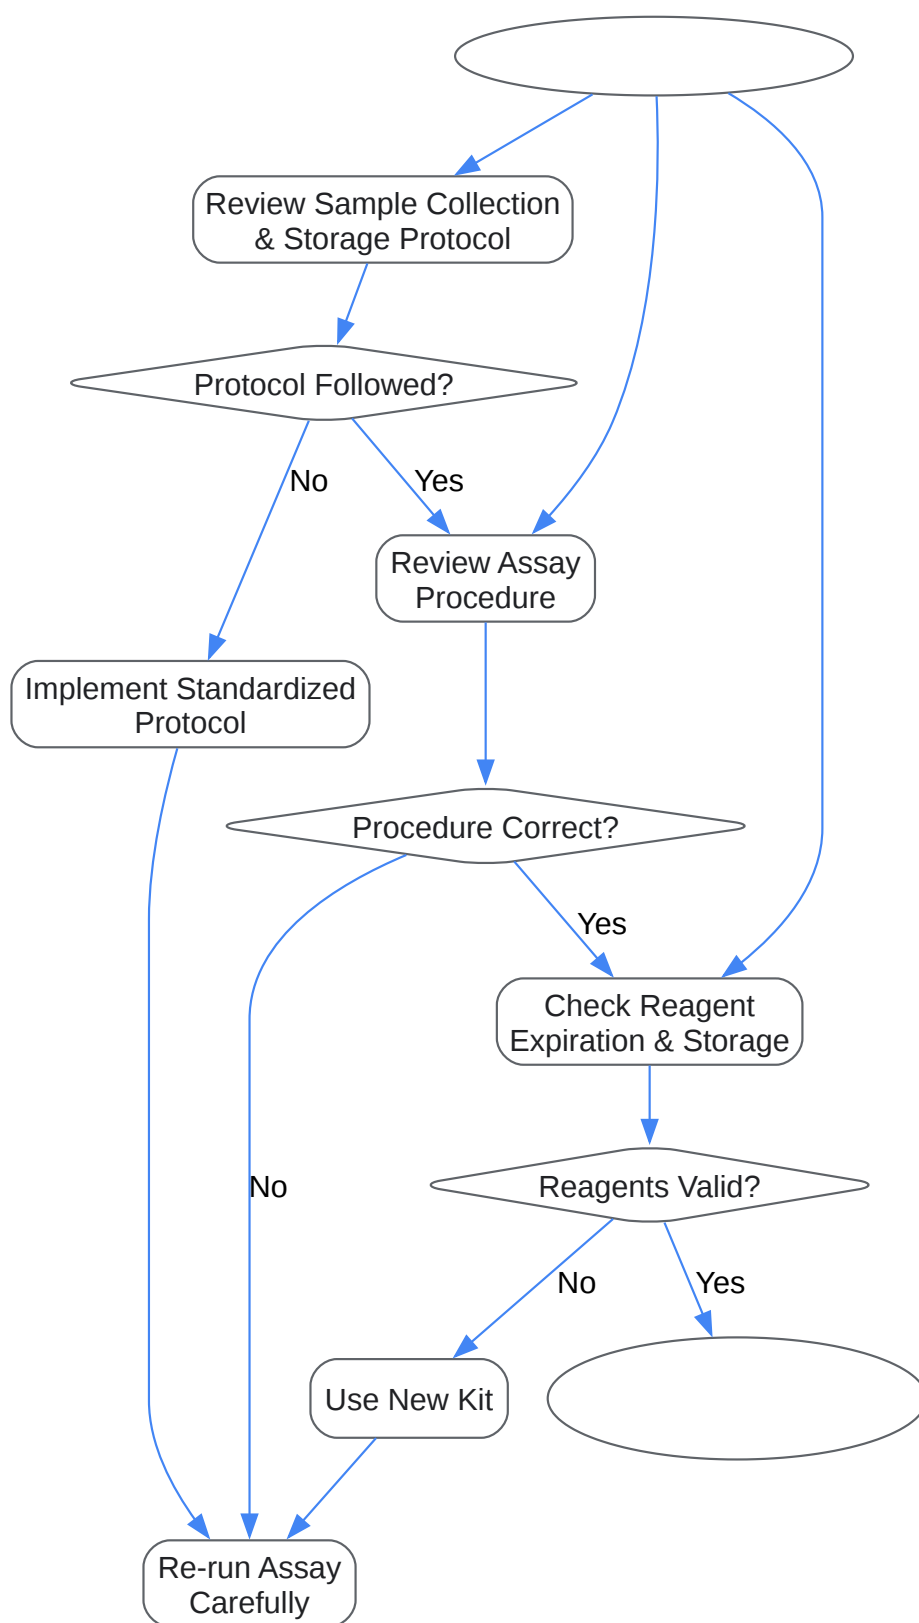 Review Sample Collection
& Storage Protocol
Protocol Followed?
No
Yes
Review Assay
Procedure
Implement Standardized
Protocol
Procedure Correct?
Yes
Check Reagent
Expiration & Storage
No
Reagents Valid?
No
Yes
Use New Kit
Re-run Assay
Carefully